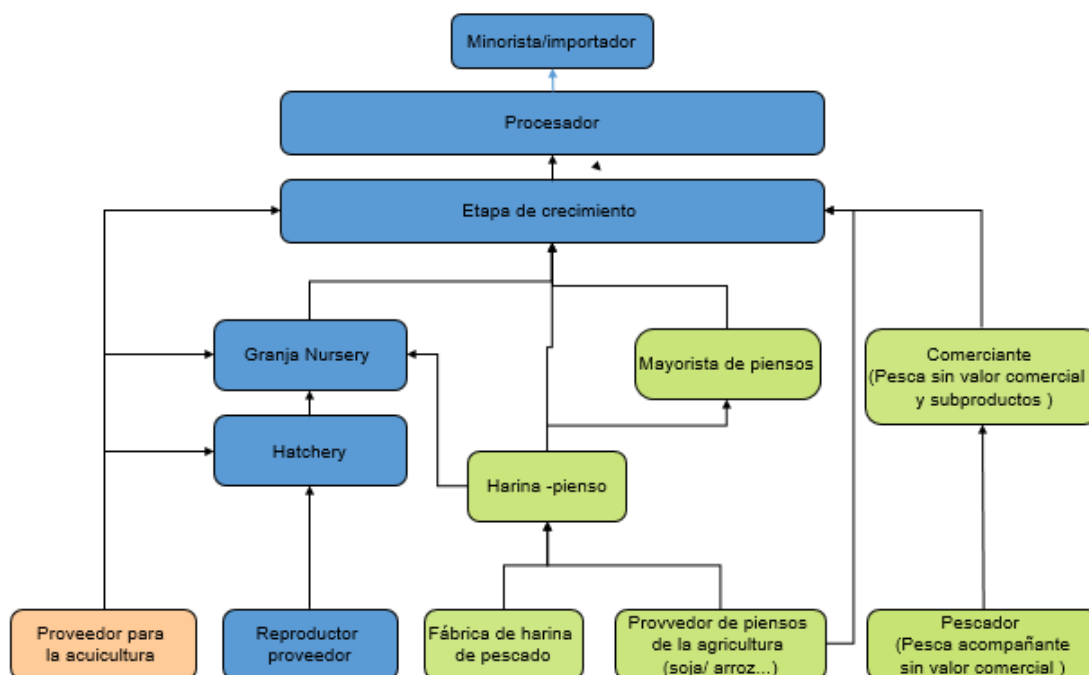 Minorista/importador
Procesador
Etapa de crecimiento
Granja Nursery
Mayorista de piensos
Comerciante
(Pesca sin valor comercial
y subproductos )
Hatchery
Harina -pienso
Proveedor para
la acuicultura
Reproductor
proveedor
Fábrica de harina
de pescado
Provvedor de piensos
de la agricultura
(soja/ arroz...)
Pescador
(Pesca acompañante
sin valor comercial )